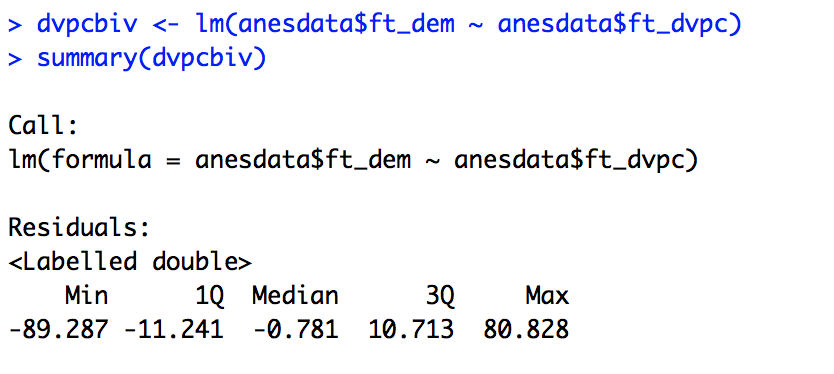 > dvpcbiv <- lm(anesdata$ft_dem ~ anesdata$ft_dvpc)
> summary(dvpcbiv)
Call:
lm(formula = anesdata$ft_dem ~ anesdata$ft_dvpc)
Residuals:
<Labelled double>
    Min      1Q  Median      3Q     Max
-89.287 -11.241  -0.781  10.713  80.828